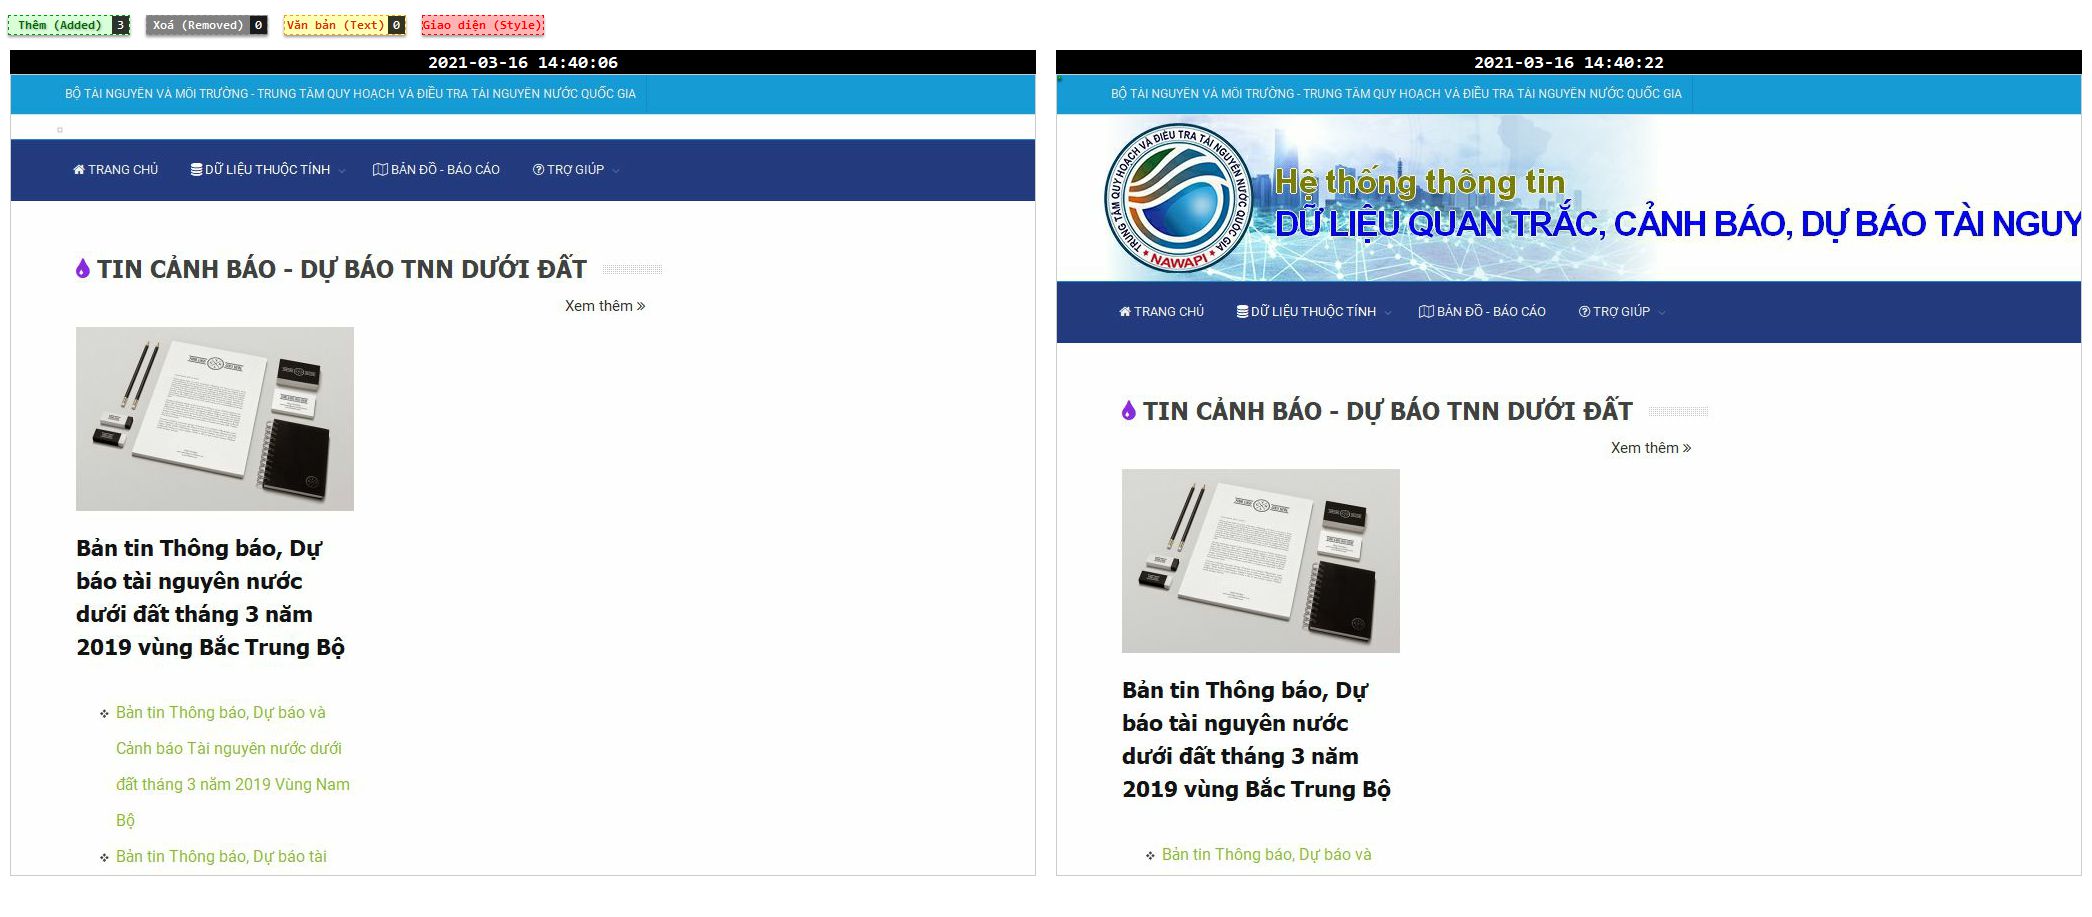 Thêm (Added) 3 Xoá (Removed) 0 Văn bản (Text) 0 Giao diện (Style)
2021-03-16 14:40:06
BỘ TÀI NGUYÊN VÀ MÔI TRƯỜNG - TRUNG TÂM QUY HOẠCH VÀ ĐIỀU TRA TÀI NGUYÊN NƯỚC QUỐC GIA
TRANG CHỦ DỮ LIỆU THUỘC TÍNH BẢN ĐỒ - BÁO CÁO TRỢ GIÚP
TIN CẢNH BÁO - DỰ BÁO TNN DƯỚI ĐẤT
Xem thêm »
Bản tin Thông báo, Dự
báo tài nguyên nước
dưới đất tháng 3 năm
2019 vùng Bắc Trung Bộ
Bản tin Thông báo, Dự báo và
Cảnh báo Tài nguyên nước dưới
đất tháng 3 năm 2019 Vùng Nam
Bộ
Bản tin Thông báo, Dự báo tài
2021-03-16 14:40:22
BỘ TÀI NGUYÊN VÀ MÔI TRƯỜNG - TRUNG TÂM QUY HOẠCH VÀ ĐIỀU TRA TÀI NGUYÊN NƯỚC QUỐC GIA
TRUNG TÂM QUY HOẠCH VÀ ĐIỀU TRA TÀI NGUYÊN NƯỚC QUỐC GIA
NAWAPI
Hệ thống thông tin
DỮ LIỆU QUAN TRẮC, CẢNH BÁO, DỰ BÁO TÀI NGUY
TRANG CHỦ DỮ LIỆU THUỘC TÍNH BẢN ĐỒ - BÁO CÁO TRỢ GIÚP
TIN CẢNH BÁO - DỰ BÁO TNN DƯỚI ĐẤT
Xem thêm »
Bản tin Thông báo, Dự
báo tài nguyên nước
dưới đất tháng 3 năm
2019 vùng Bắc Trung Bộ
Bản tin Thông báo, Dự báo và